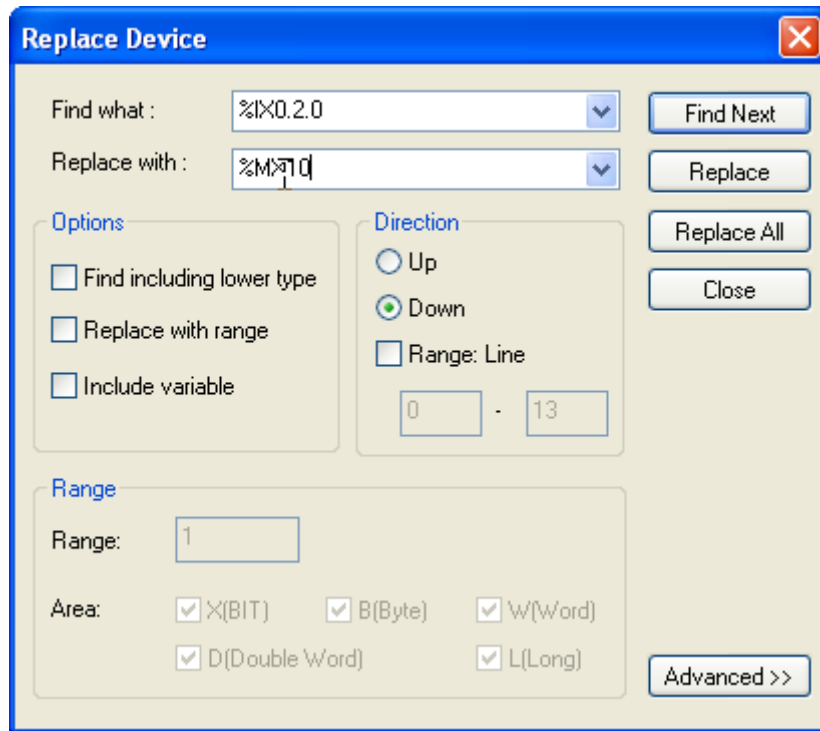 Replace Device
Find what : %IX0.2.0 Find Next
Replace with : %MX10 Replace
Options Direction Replace All
Find including lower type Up Close
Replace with range Down
Include variable Range: Line
0 - 13
Range
Range: 1
Area: X(BIT) B(Byte) W(Word)
D(Double Word) L(Long)
Advanced >>